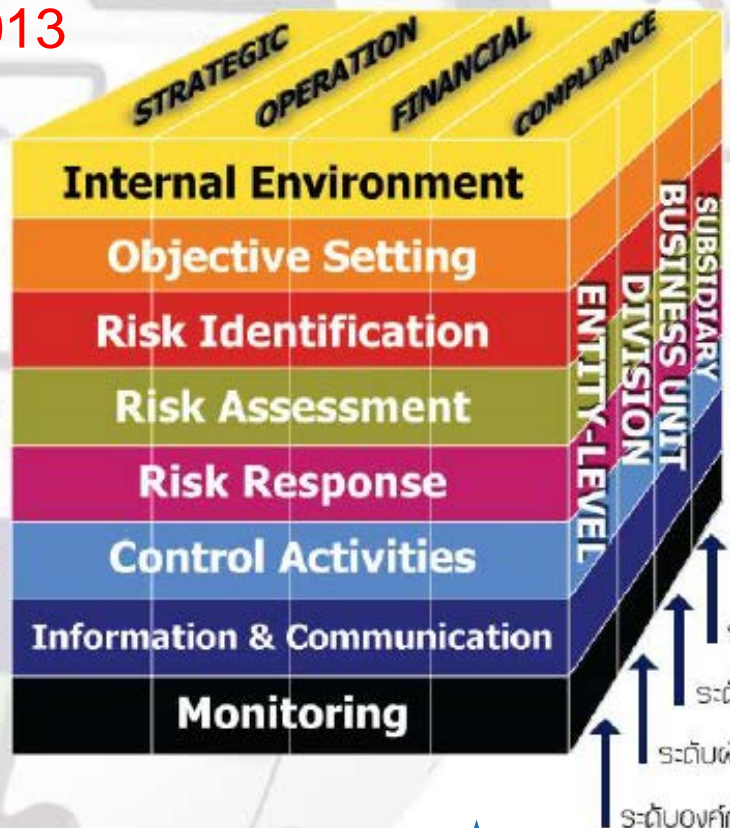 013
STRATEGIC
OPERATION
FINANCIAL
COMPLIANCE
Internal Environment
Objective Setting
Risk Identification
Risk Assessment
Risk Response
Control Activities
Information & Communication
Monitoring
ENTITY-LEVEL
DIVISION
BUSINESS UNIT
SUBSIDIARY